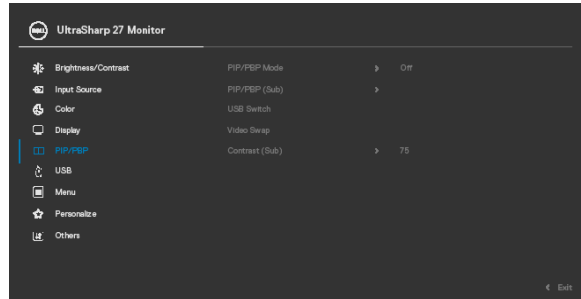 DELL UltraSharp 27 Monitor
Brightness/Contrast PIP/PBP Mode Off
Input Source PIP/PBP (Sub)
Color USB Switch
Display Video Swap
PIP/PBP Contrast (Sub) 75
USB
Menu
Personalize
Others
Exit